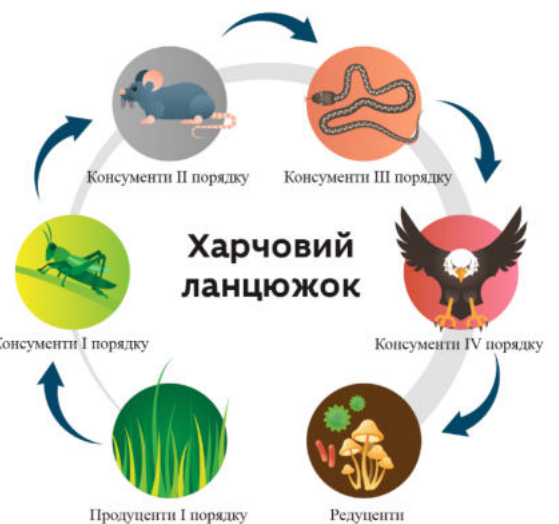 Консументи II порядку
Консументи III порядку
Харчовий
ланцюжок
Консументи I порядку
Консументи IV порядку
Продуценти I порядку
Редуценти